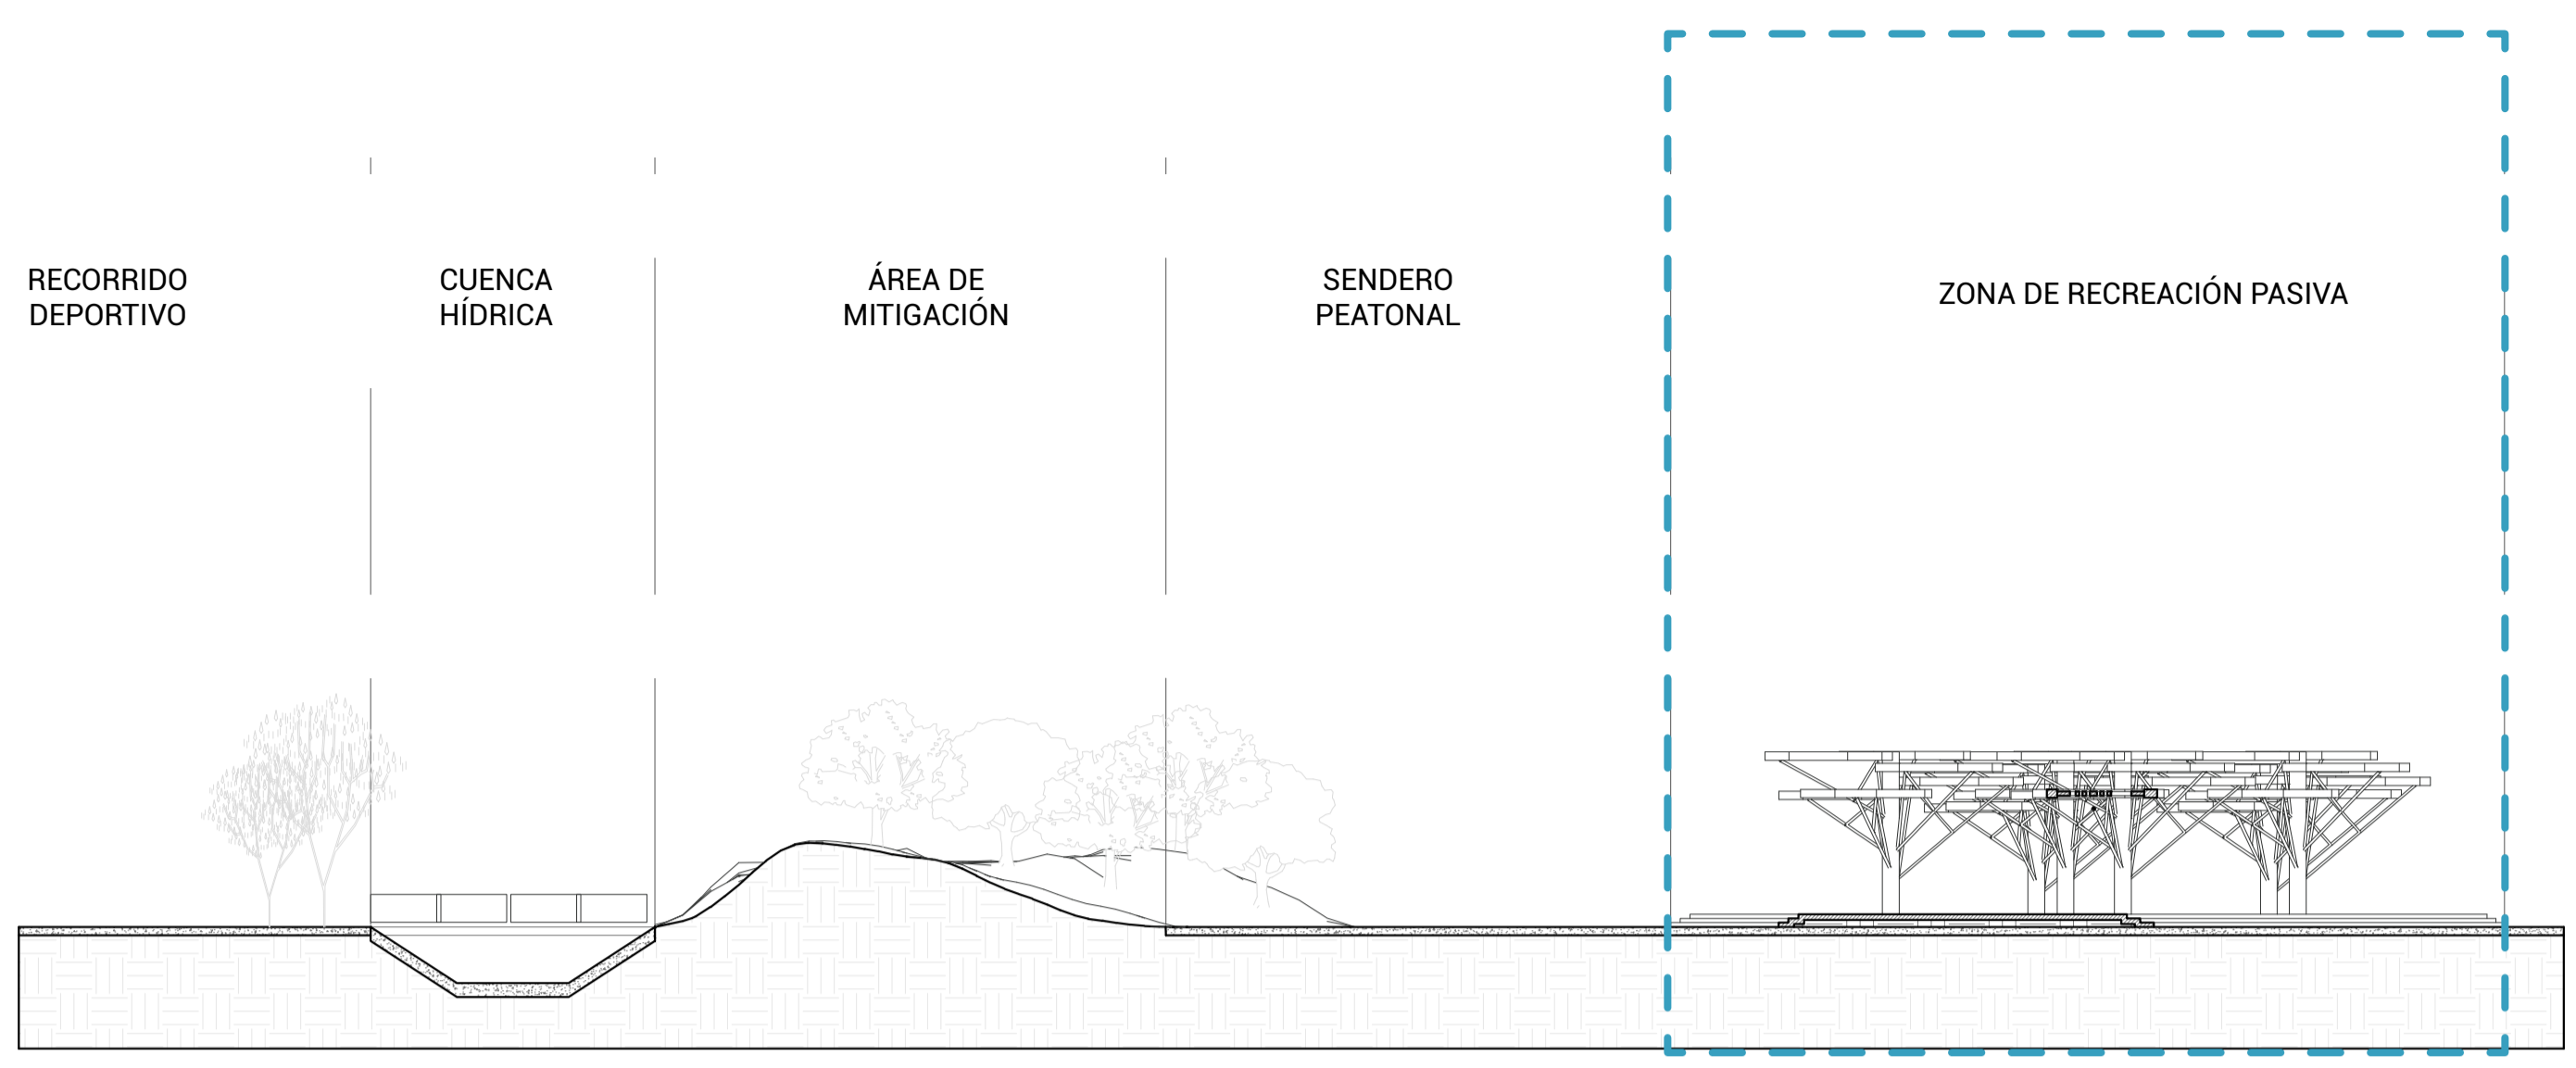 RECORRIDO
DEPORTIVO
CUENCA
HÍDRICA
ÁREA DE
MITIGACIÓN
SENDERO
PEATONAL
ZONA DE RECREACIÓN PASIVA